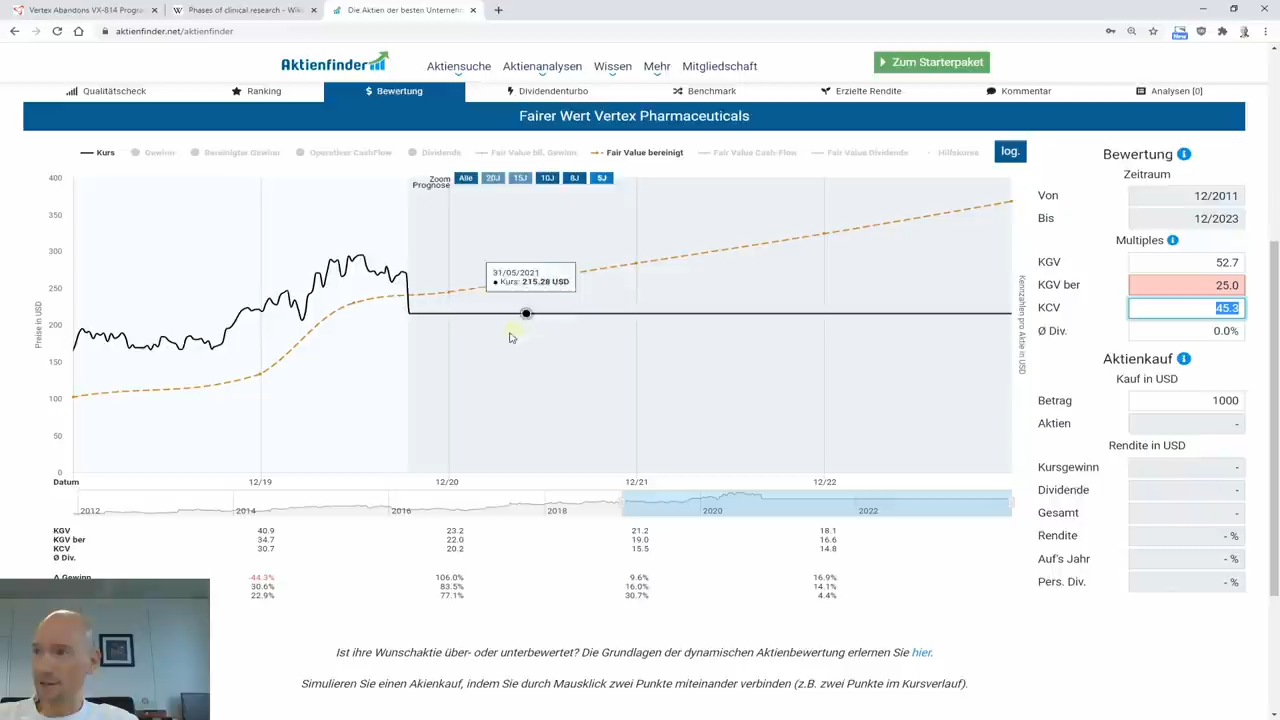 Vertex Abandons VX-814 Progra
Phases of clinical research - Wiki
Die Aktien der besten Unternehm
aktienfinder.net/aktienfinder
New
Aktienfinder
Aktiensuche
Aktienanalysen
Wissen
Mehr
Mitgliedschaft
Zum Starterpaket
Qualitätscheck
Ranking
Bewertung
Dividendenturbo
Benchmark
Erzielte Rendite
Kommentar
Analysen [0]
Fairer Wert Vertex Pharmaceuticals
Kurs
Gewinn
Bereinigter Gewinn
Operativer CashFlow
Dividende
Fair Value bil. Gewinn
Fair Value bereinigt
Fair Value Cash-Flow
Fair Value Dividende
Hilfskurse
log.
Zoom
Alle
20J
15J
10J
8J
5J
Prognose
400
350
300
250
200
150
100
50
0
Preise in USD
Kennzahlen pro Aktie in USD
31/05/2021
Kurs: 215.28 USD
Datum
12/19
12/20
12/21
12/22
2012
2014
2016
2018
2020
2022
KGV 40.9 23.2 21.2 18.1
KGV ber 34.7 22.0 19.0 16.6
KCV 30.7 20.2 15.5 14.8
Ø Div.
Δ Gewinn -44.3% 106.0% 9.6% 16.9%
30.6% 83.5% 16.0% 14.1%
22.9% 77.1% 30.7% 4.4%
Bewertung
Zeitraum
Von 12/2011
Bis 12/2023
Multiples
KGV 52.7
KGV ber 25.0
KCV 45.3
Ø Div. 0.0%
Aktienkauf
Kauf in USD
Betrag 1000
Aktien -
Rendite in USD
Kursgewinn -
Dividende -
Gesamt -
Rendite - %
Auf's Jahr - %
Pers. Div. - %
Ist ihre Wunschaktie über- oder unterbewertet? Die Grundlagen der dynamischen Aktienbewertung erlernen Sie hier.
Simulieren Sie einen Akienkauf, indem Sie durch Mausklick zwei Punkte miteinander verbinden (z.B. zwei Punkte im Kursverlauf).